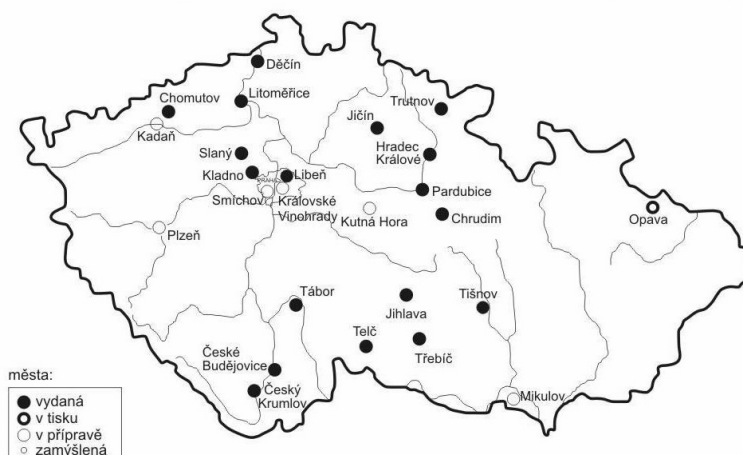 Děčín
Chomutov
Litoměřice
Trutnov
Jičín
Kadaň
Hradec
Králové
Slaný
Kladno
PRAHA
Libeň
Pardubice
Smíchov
Královské
Vinohrady
Kutná Hora
Chrudim
Opava
Plzeň
Tábor
Tišnov
Jihlava
Telč
Třebíč
České
Budějovice
Český
Krumlov
Mikulov
města:
vydaná
v tisku
v přípravě
zamýšlená